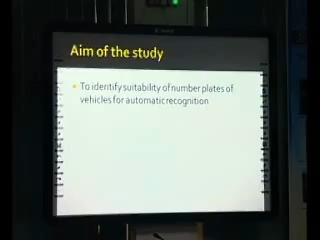 Aim of the study
To identify suitability of number plates of
vehicles for automatic recognition